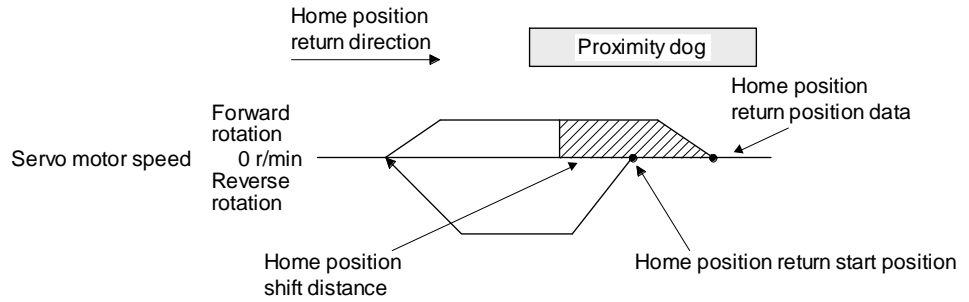 Home position
return direction
Proximity dog
Home position
return position data
Forward
rotation
Servo motor speed
0 r/min
Reverse
rotation
Home position
shift distance
Home position return start position